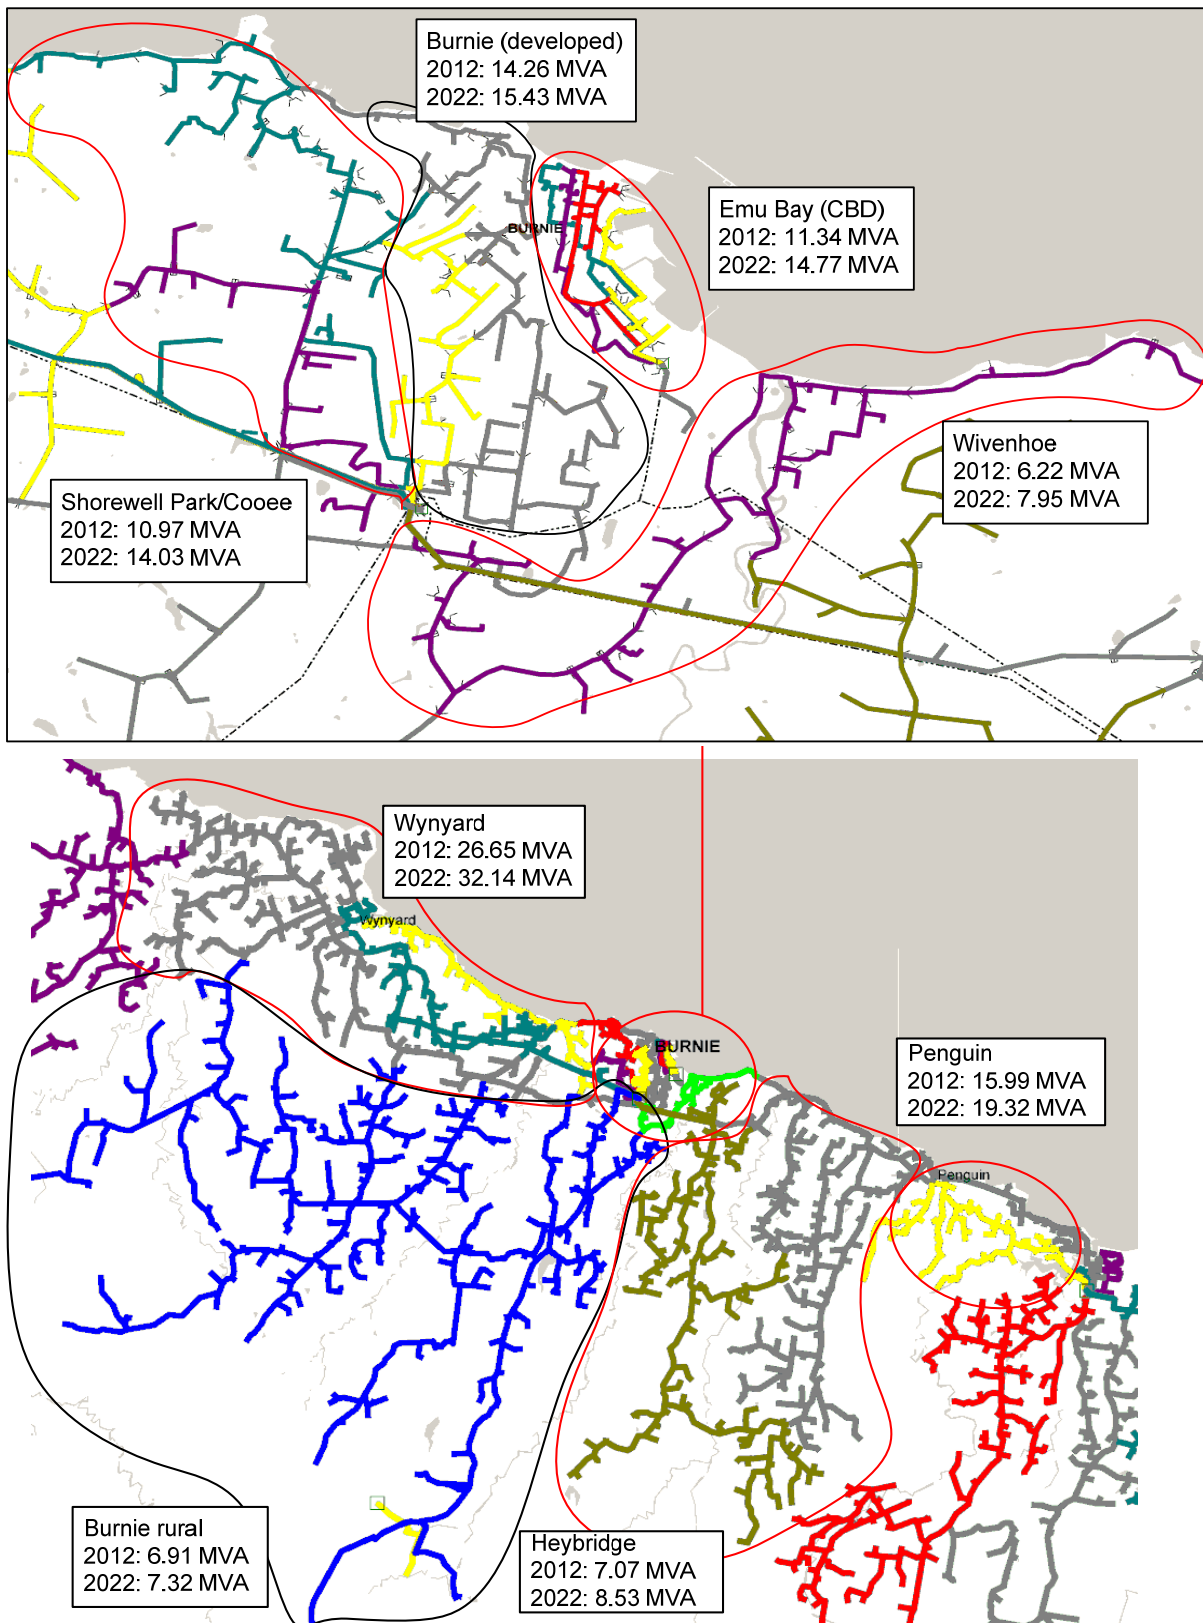 Burnie (developed)
2012: 14.26 MVA
2022: 15.43 MVA
Emu Bay (CBD)
2012: 11.34 MVA
2022: 14.77 MVA
BURNIE
Wivenhoe
2012: 6.22 MVA
2022: 7.95 MVA
Shorewell Park/Cooee
2012: 10.97 MVA
2022: 14.03 MVA
Wynyard
2012: 26.65 MVA
2022: 32.14 MVA
Wynyard
BURNIE
Penguin
2012: 15.99 MVA
2022: 19.32 MVA
Penguin
Burnie rural
2012: 6.91 MVA
2022: 7.32 MVA
Heybridge
2012: 7.07 MVA
2022: 8.53 MVA